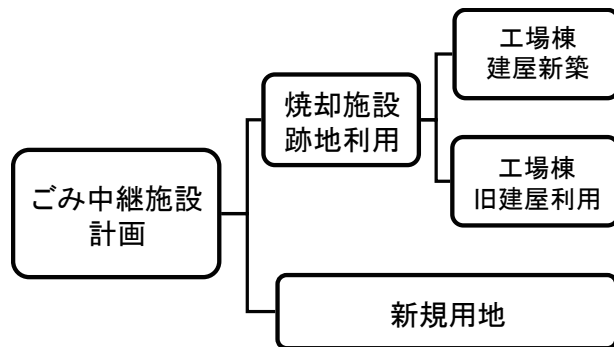 ごみ中継施設
計画
焼却施設
跡地利用
工場棟
建屋新築
工場棟
旧建屋利用
新規用地